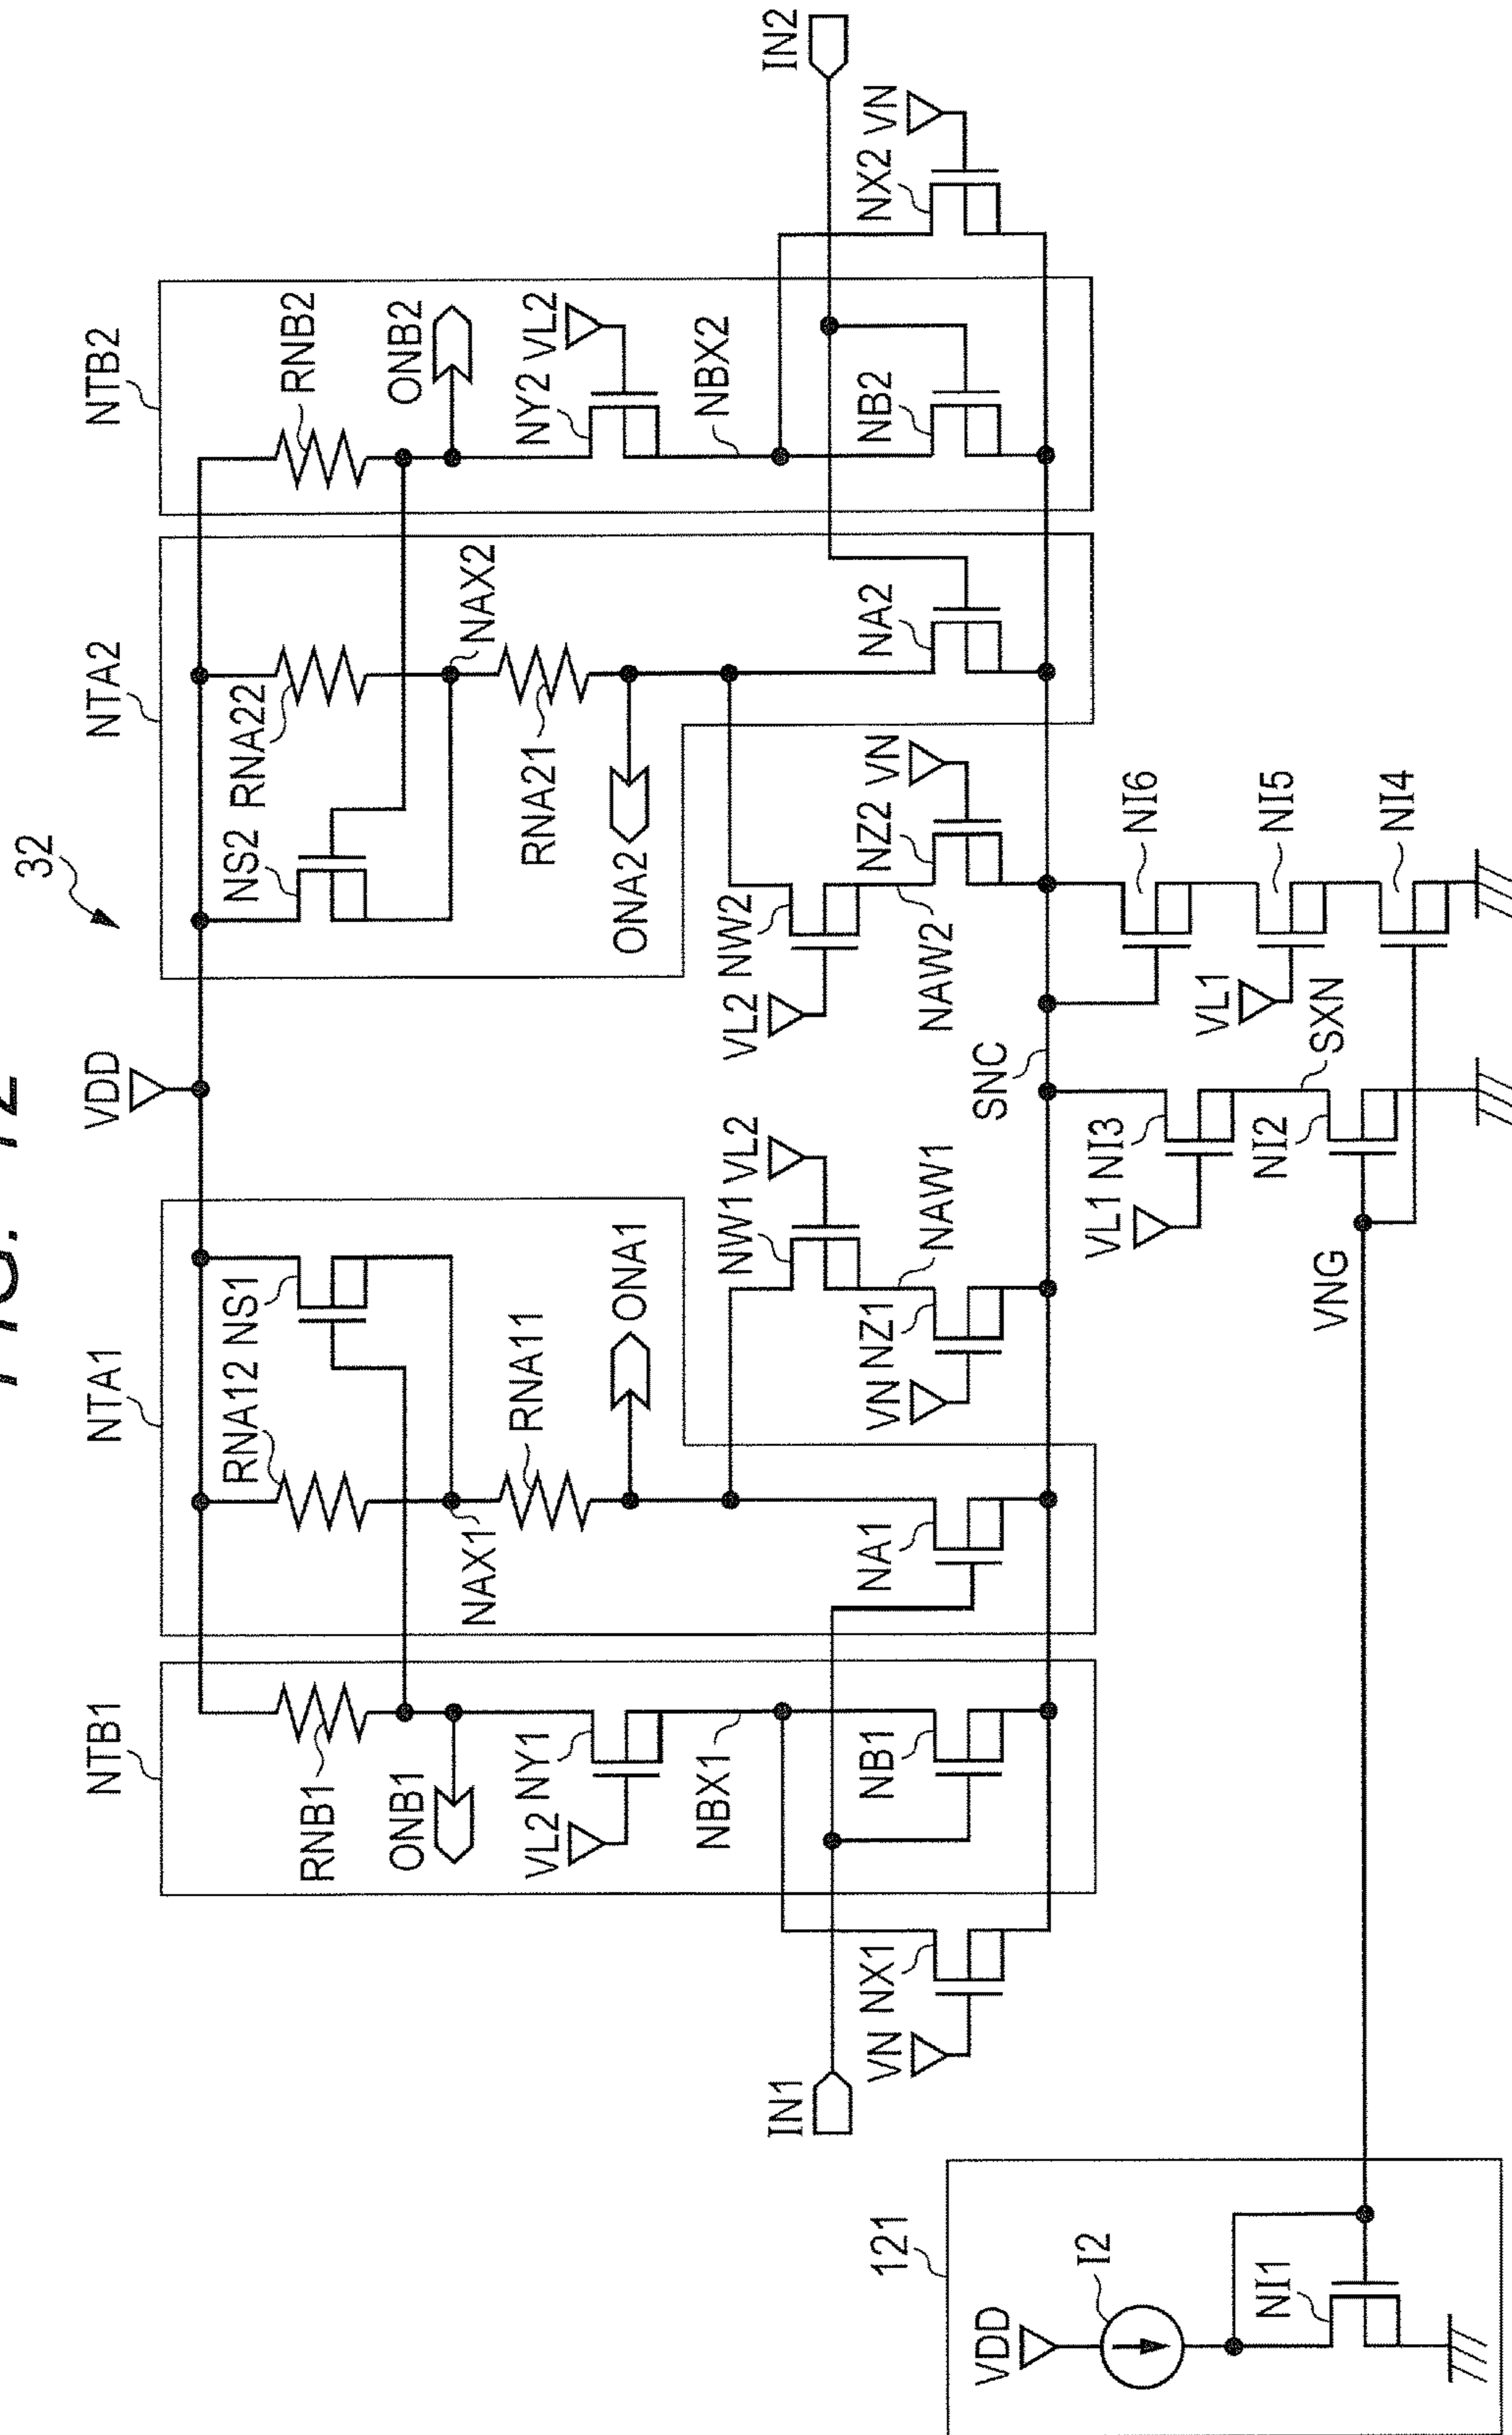 FIG. 12
32
VDD
NTB1
NTA1
NTA2
NTB2
RNB1
RNA12
NS1
NS2
RNA22
RNB2
ONB1
NAX1
NAX2
ONB2
VL2
NY1
RNA11
ONA1
ONA2
RNA21
NY2
VL2
NBX1
NW1
VL2
VL2
NW2
NBX2
IN1
IN2
VN
NX1
NB1
NA1
VN
NZ1
NAW1
NAW2
NZ2
VN
NA2
NB2
NX2
VN
SNC
121
VDD
I2
NI1
VNG
VL1
NI3
NI2
SXN
VL1
NI6
NI5
NI4